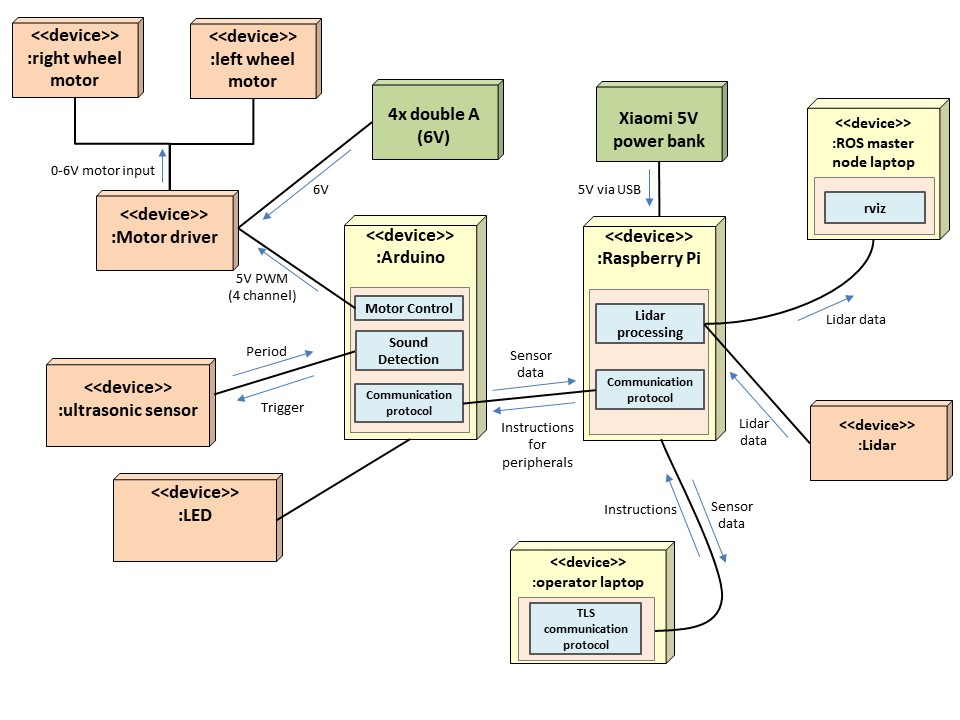 <<device>>
:right wheel
motor
<<device>>
:left wheel
motor
4x double A
(6V)
Xiaomi 5V
power bank
<<device>>
:ROS master
node laptop
rviz
0-6V motor input
6V
5V via USB
<<device>>
:Motor driver
<<device>>
:Arduino
Motor Control
Sound
Detection
Communication
protocol
<<device>>
:Raspberry Pi
Lidar
processing
Communication
protocol
5V PWM
(4 channel)
Lidar data
Period
Trigger
<<device>>
:ultrasonic sensor
Sensor
data
Instructions
for
peripherals
Lidar
data
<<device>>
:Lidar
<<device>>
:LED
Instructions
Sensor
data
<<device>>
:operator laptop
TLS
communication
protocol